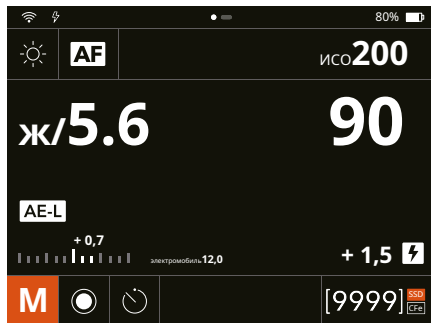 80%
AF
исо200
ж/5.6 90
AE-L
+ 0,7
электромобиль12,0 + 1,5
M [9999] SSD
CFe